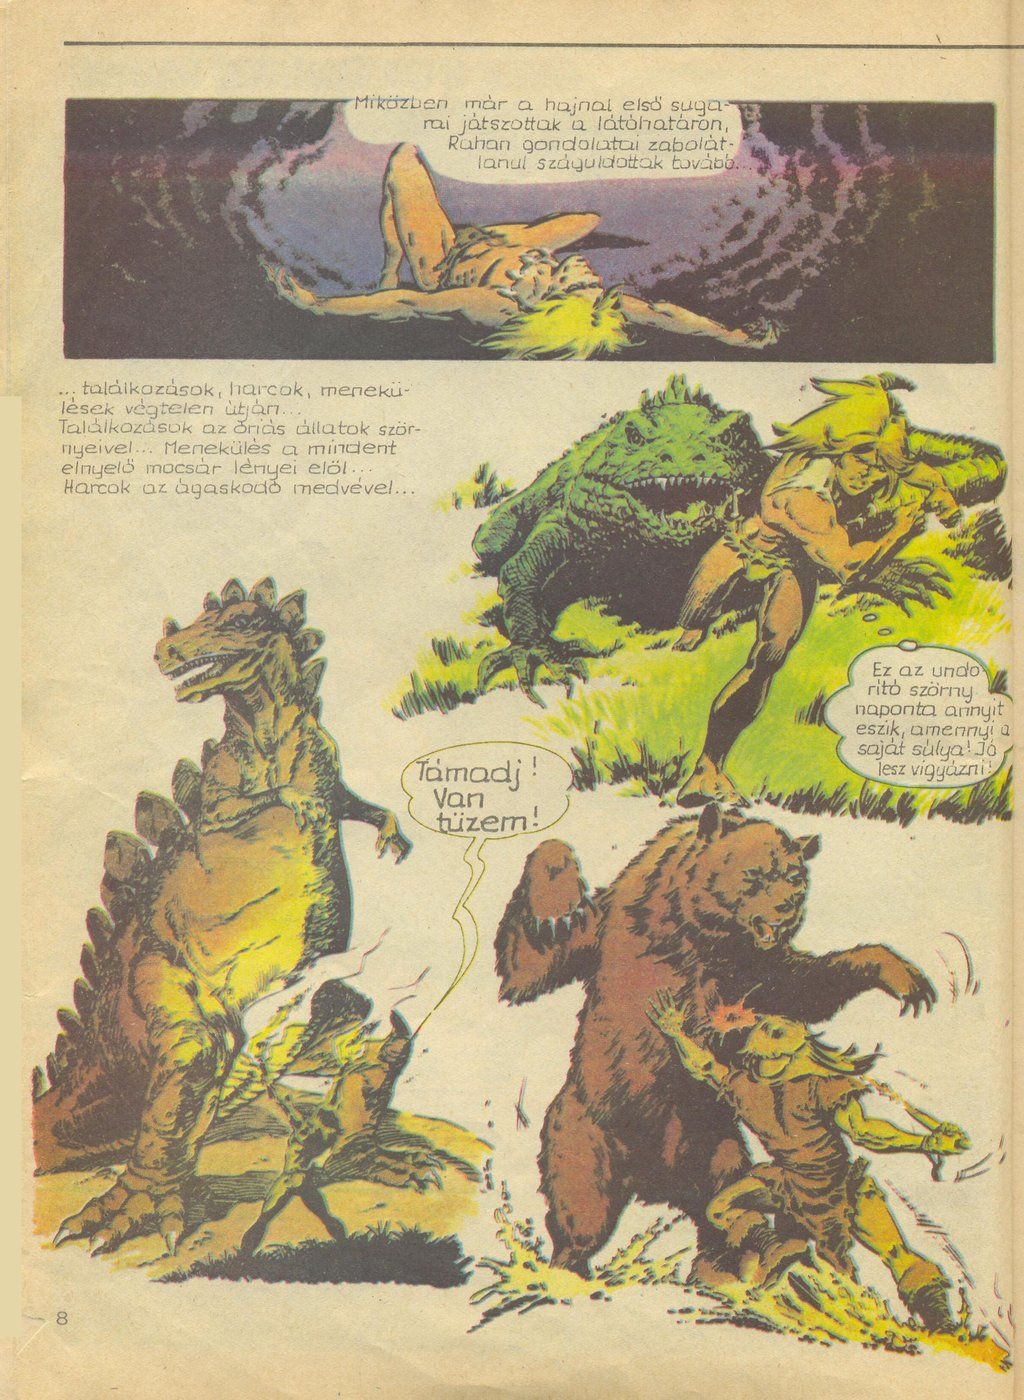 Miközben már a hajnal első suga-
rai játszottak a látóhatáron,
Rahan gondolatai zabolát-
lanul száguldottak tovább...
... találkozások, harcok, menekü-
lések végtelen útján...
Találkozások az óriás állatok ször-
nyeivel... Menekülés a mindent
elnyelő mocsár lényei elől...
Harcok az ágaskodó medvével...
Ez az undo
rító szörny
naponta annyit
eszik, amennyi a
saját súlya! Jó
lesz vigyázni!
Támadj!
Van
tüzem!
8